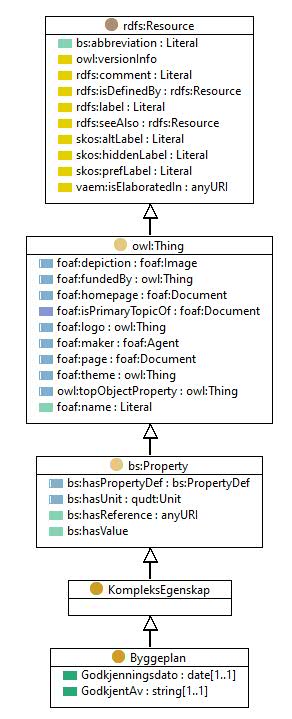 rdfs:Resource
bs:abbreviation : Literal
owl:versionInfo
rdfs:comment : Literal
rdfs:isDefinedBy : rdfs:Resource
rdfs:label : Literal
rdfs:seeAlso : rdfs:Resource
skos:altLabel : Literal
skos:hiddenLabel : Literal
skos:prefLabel : Literal
vaem:isElaboratedIn : anyURI
owl:Thing
foaf:depiction : foaf:Image
foaf:fundedBy : owl:Thing
foaf:homepage : foaf:Document
foaf:isPrimaryTopicOf : foaf:Document
foaf:logo : owl:Thing
foaf:maker : foaf:Agent
foaf:page : foaf:Document
foaf:theme : owl:Thing
owl:topObjectProperty : owl:Thing
foaf:name : Literal
bs:Property
bs:hasPropertyDef : bs:PropertyDef
bs:hasUnit : qudt:Unit
bs:hasReference : anyURI
bs:hasValue
KompleksEgenskap
Byggeplan
Godkjenningsdato : date[1..1]
GodkjentAv : string[1..1]